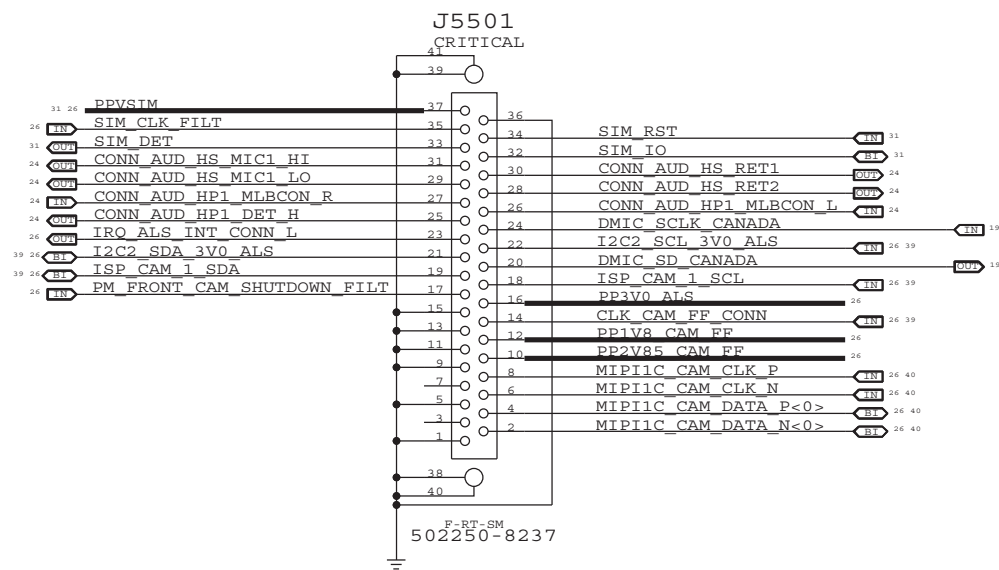 J5501
CRITICAL
41
39
31 26 PPVSIM 37
36
26 IN SIM_CLK_FILT 35
34 SIM_RST IN 31
31 OUT SIM_DET 33
32 SIM_IO BI 31
24 OUT CONN_AUD_HS_MIC1_HI 31
30 CONN_AUD_HS_RET1 OUT 24
24 OUT CONN_AUD_HS_MIC1_LO 29
28 CONN_AUD_HS_RET2 OUT 24
24 IN CONN_AUD_HP1_MLBCON_R 27
26 CONN_AUD_HP1_MLBCON_L IN 24
24 OUT CONN_AUD_HP1_DET_H 25
24 DMIC_SCLK_CANADA IN 19
26 OUT IRQ_ALS_INT_CONN_L 23
22 I2C2_SCL_3V0_ALS IN 26 39
39 26 BI I2C2_SDA_3V0_ALS 21
20 DMIC_SD_CANADA OUT 19
39 26 BI ISP_CAM_1_SDA 19
18 ISP_CAM_1_SCL IN 26 39
26 IN PM_FRONT_CAM_SHUTDOWN_FILT 17
16 PP3V0_ALS 26
15
14 CLK_CAM_FF_CONN IN 26 39
13
12 PP1V8_CAM_FF 26
11
10 PP2V85_CAM_FF 26
9
8 MIPI1C_CAM_CLK_P IN 26 40
7
6 MIPI1C_CAM_CLK_N IN 26 40
5
4 MIPI1C_CAM_DATA_P<0> BI 26 40
3
2 MIPI1C_CAM_DATA_N<0> BI 26 40
1
38
40
F-RT-SM
502250-8237